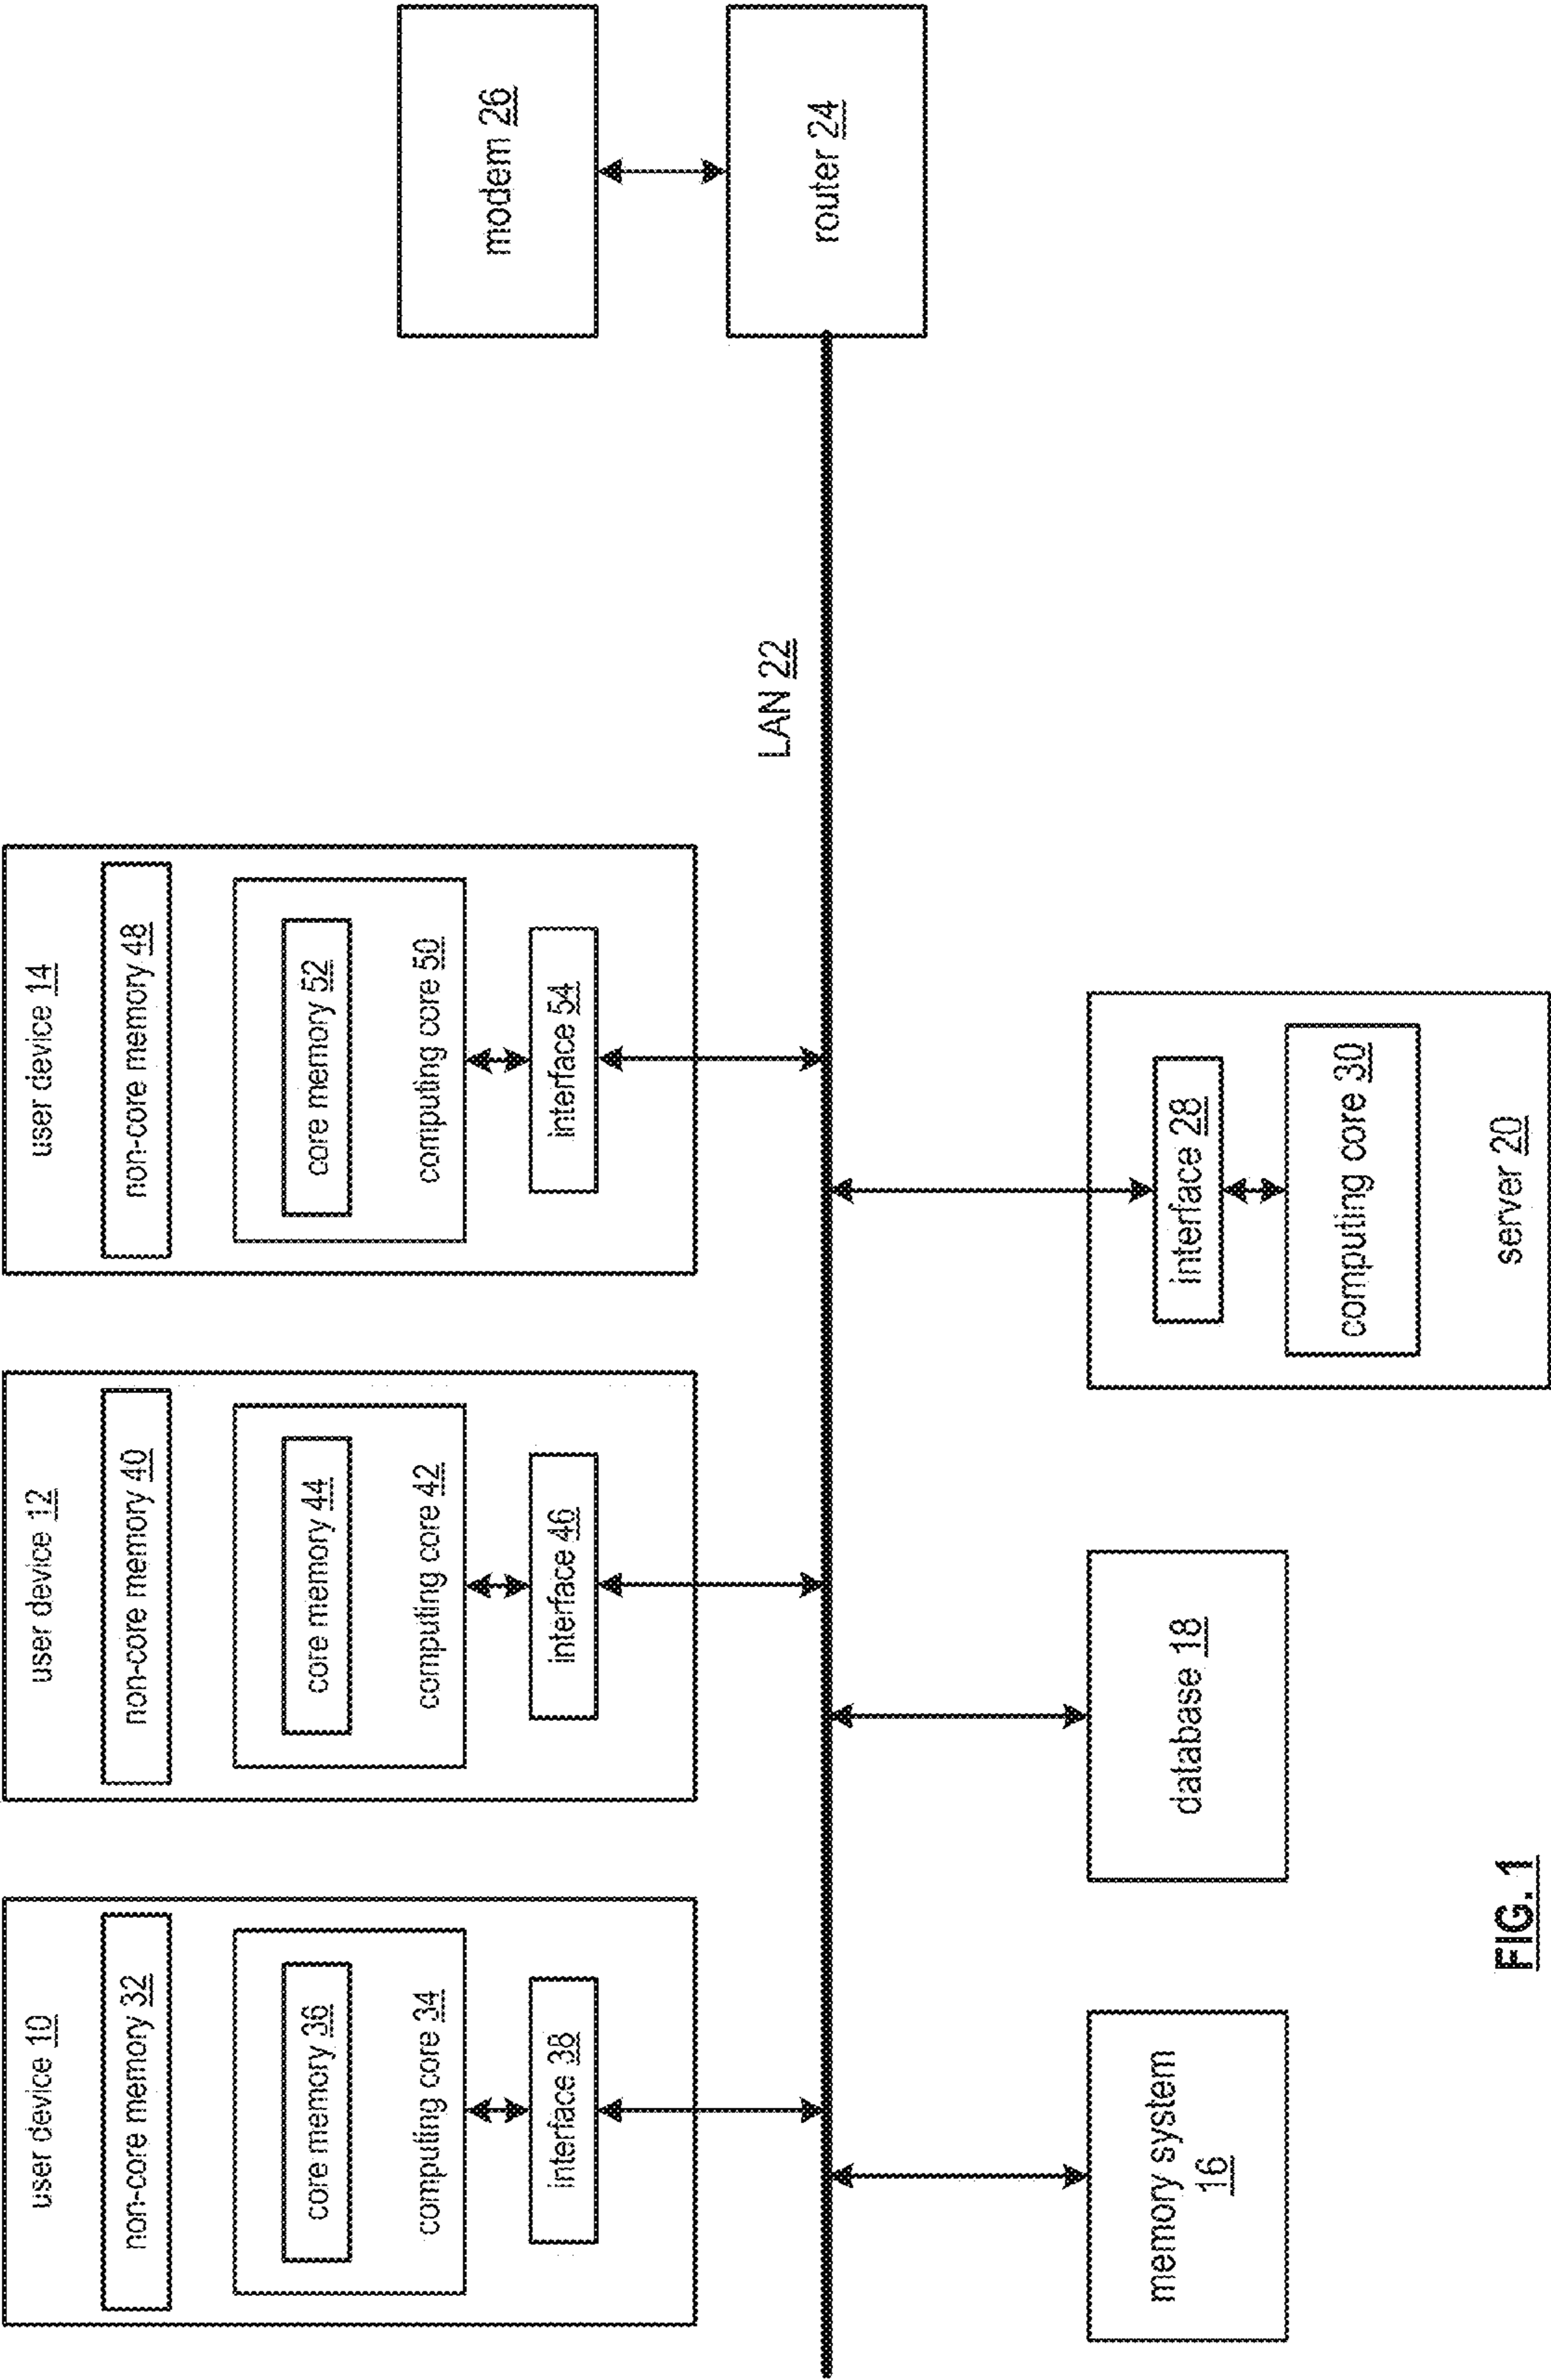 user device 10
non-core memory 32
core memory 36
computing core 34
interface 38
user device 12
non-core memory 40
core memory 44
computing core 42
interface 46
user device 14
non-core memory 48
core memory 52
computing core 50
interface 54
modem 26
router 24
LAN 22
memory system
16
database 18
interface 28
computing core 30
server 20
FIG. 1